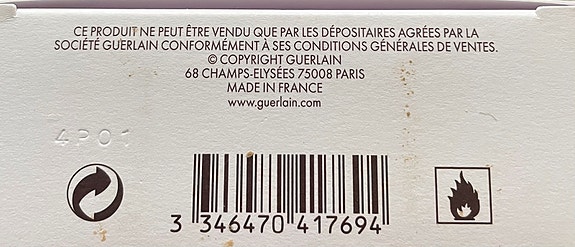 CE PRODUIT NE PEUT ÊTRE VENDU QUE PAR LES DÉPOSITAIRES AGRÉES PAR LA
SOCIÉTÉ GUERLAIN CONFORMÉMENT À SES CONDITIONS GÉNÉRALES DE VENTES.
© COPYRIGHT GUERLAIN
68 CHAMPS-ELYSÉES 75008 PARIS
MADE IN FRANCE
www.guerlain.com
4P01
3 346470 417694